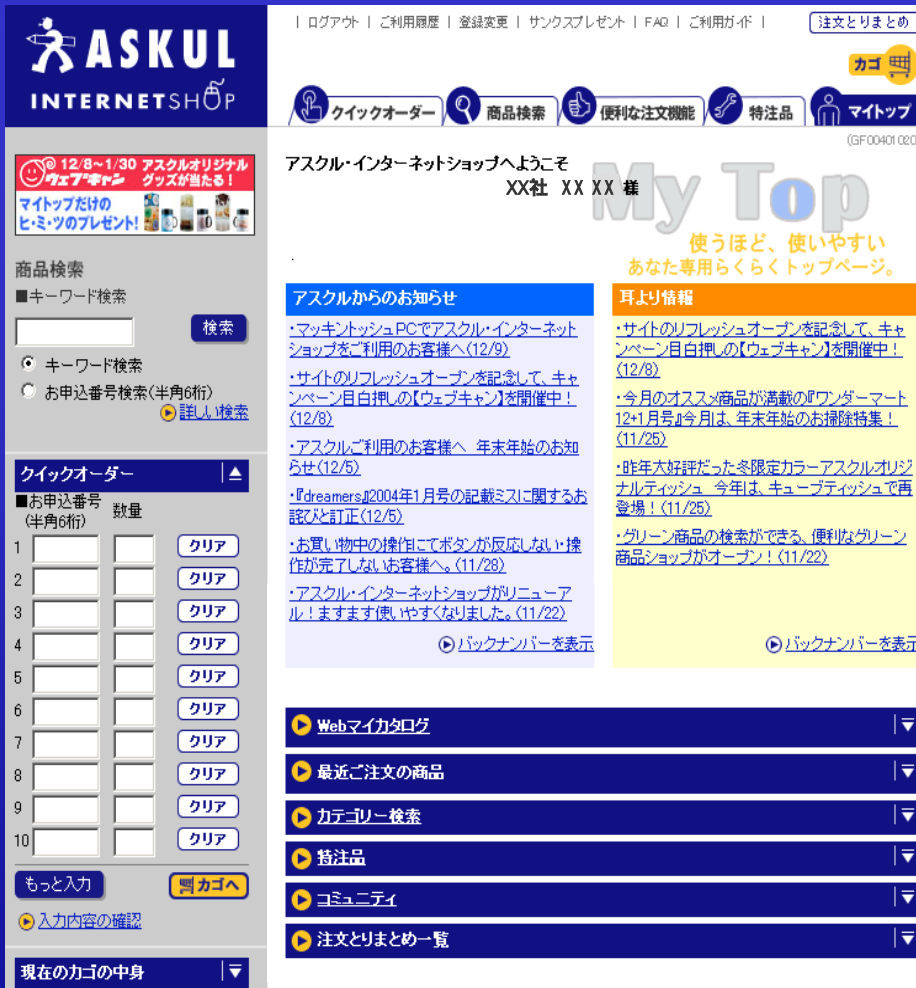 ASKUL
INTERNETSHOP
| ログアウト | ご利用履歴 | 登録変更 | サンクスプレゼント | FAQ | ご利用ガイド |
注文とりまとめ
カゴ
クイックオーダー
商品検索
便利な注文機能
特注品
マイトップ
(GF00401020
12/8~1/30 アスクルオリジナル
ウェブキャン グッズが当たる!
マイトップだけの
ヒ・ミ・ツのプレゼント!
商品検索
■キーワード検索
検索
キーワード検索
お申込番号検索(半角6桁)
詳しい検索
クイックオーダー
■お申込番号
(半角6桁)
数量
1 クリア
2 クリア
3 クリア
4 クリア
5 クリア
6 クリア
7 クリア
8 クリア
9 クリア
10 クリア
もっと入力
カゴへ
入力内容の確認
現在のカゴの中身
アスクル・インターネットショップへようこそ
XX社 XX XX 様
My Top
使うほど、使いやすい
あなた専用らくらくトップページ。
アスクルからのお知らせ
・マッキントッシュPCでアスクル・インターネット
ショップをご利用のお客様へ(12/9)
・サイトのリフレッシュオープンを記念して、キャ
ンペーン目白押しの【ウェブキャン】を開催中!
(12/8)
・アスクルご利用のお客様へ 年末年始のお知
らせ(12/5)
・『dreamers』2004年1月号の記載ミスに関するお
詫びと訂正(12/5)
・お買い物中の操作にてボタンが反応しない・操
作が完了しないお客様へ。(11/28)
・アスクル・インターネットショップがリニューア
ル!ますます使いやすくなりました。(11/22)
バックナンバーを表示
耳より情報
・サイトのリフレッシュオープンを記念して、キャ
ンペーン目白押しの【ウェブキャン】を開催中!
(12/8)
・今月のオススメ商品が満載の『ワンダーマート
12+1月号』今月は、年末年始のお掃除特集!
(11/25)
・昨年大好評だった冬限定カラーアスクルオリジ
ナルティッシュ 今年は、キューブティッシュで再
登場!(11/25)
・グリーン商品の検索ができる、便利なグリーン
商品ショップがオープン!(11/22)
バックナンバーを表示
Webマイカタログ
最近ご注文の商品
カテゴリー検索
特注品
コミュニティ
注文とりまとめ一覧